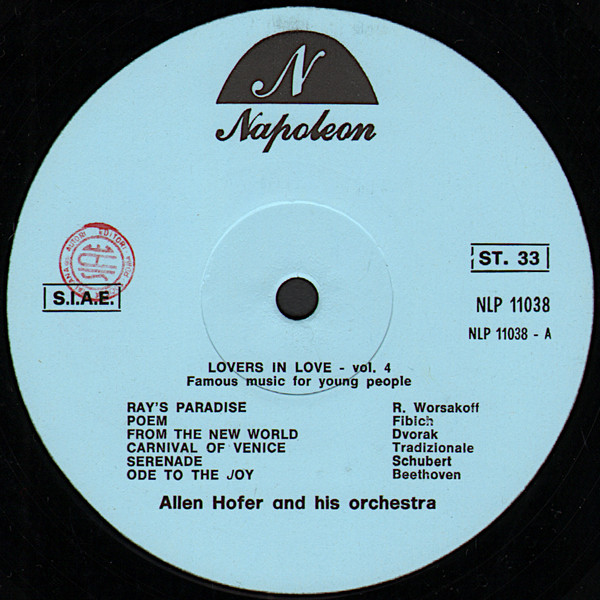 N
Napoleon
S.I.A.E.
ST. 33
NLP 11038
NLP 11038 - A
LOVERS IN LOVE - vol. 4
Famous music for young people
RAY'S PARADISE R. Worsakoff
POEM Fibich
FROM THE NEW WORLD Dvorak
CARNIVAL OF VENICE Tradizionale
SERENADE Schubert
ODE TO THE JOY Beethoven
Allen Hofer and his orchestra